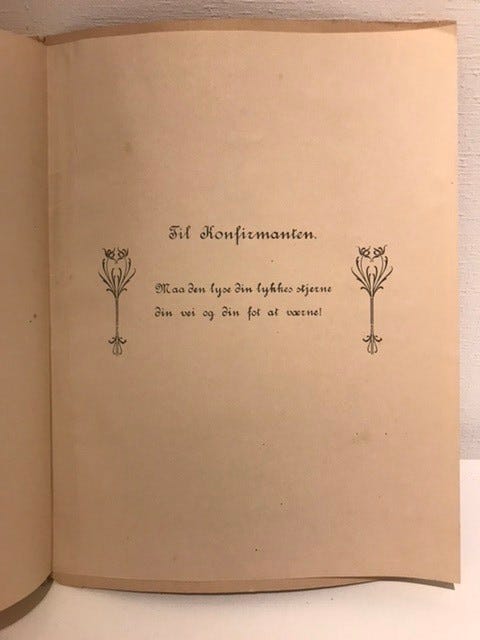 Til Konfirmanten.
Maa den lyse din lykkes stjerne
din vei og din fot at værne!